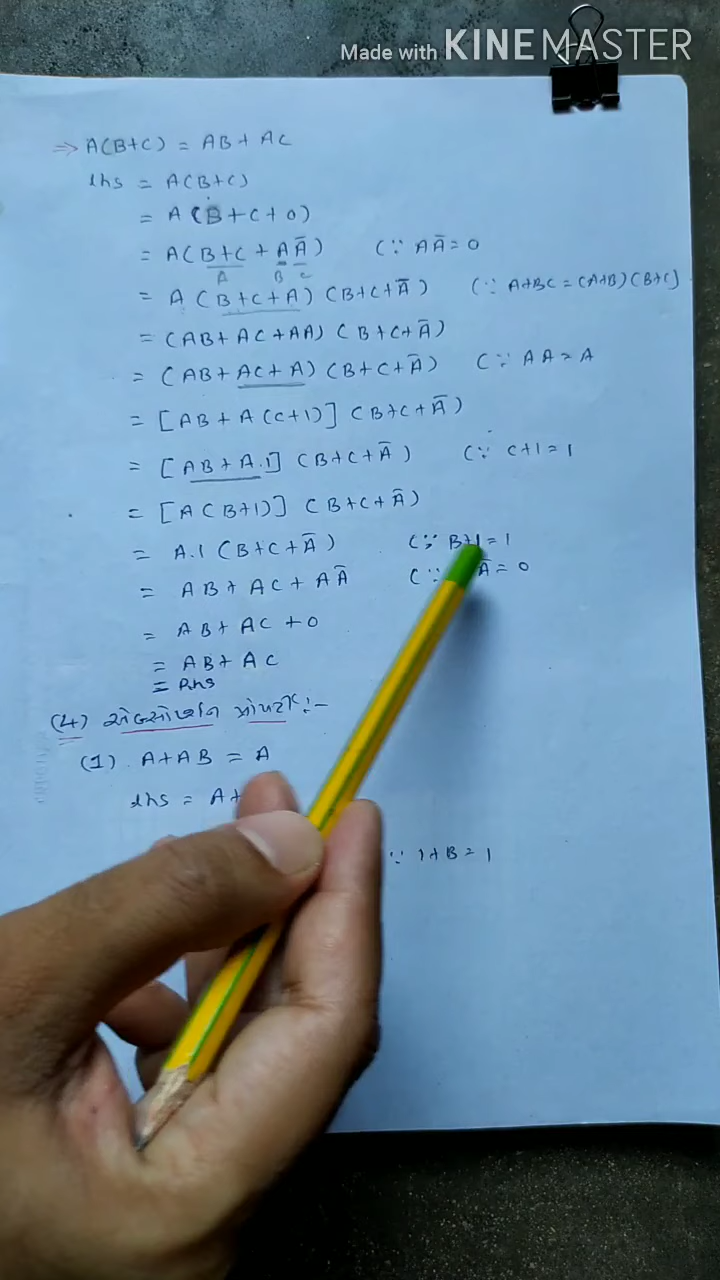 Made with KINEMASTER
⇒ A(B+C) = AB + AC
lhs = A(B+C)
= A(B+C+0)
= A(B+C + AĀ) (∵ AĀ = 0
A B C
= A (B+C+A) (B+C+Ā) (∵ A+BC = (A+B)(B+C)
= (AB + AC + AA) (B+C+Ā)
= (AB + AC + A) (B+C+Ā) (∵ AA = A
= [AB + A(C+1)] (B+C+Ā)
= [AB + A.1] (B+C+Ā) (∵ C+1 = 1
= [A(B+1)] (B+C+Ā)
= A.1 (B+C+Ā) (∵ B+1 = 1
= AB + AC + AĀ (∵ Ā = 0
= AB + AC + 0
= AB + AC
= Rhs
(4)
(1) A+AB = A
lhs = A+
∵ 1+B = 1